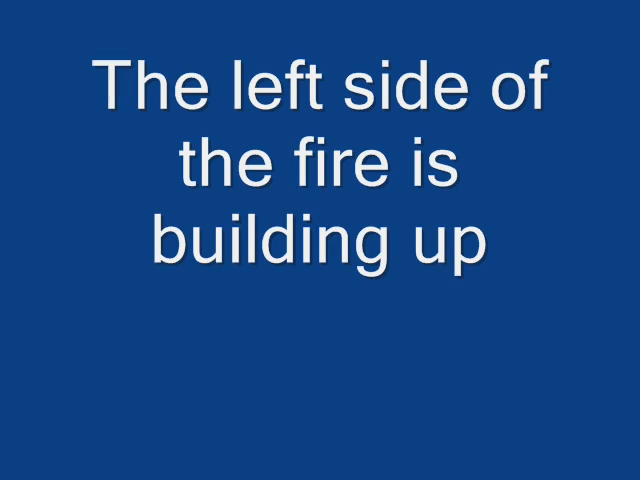 The left side of
the fire is
building up